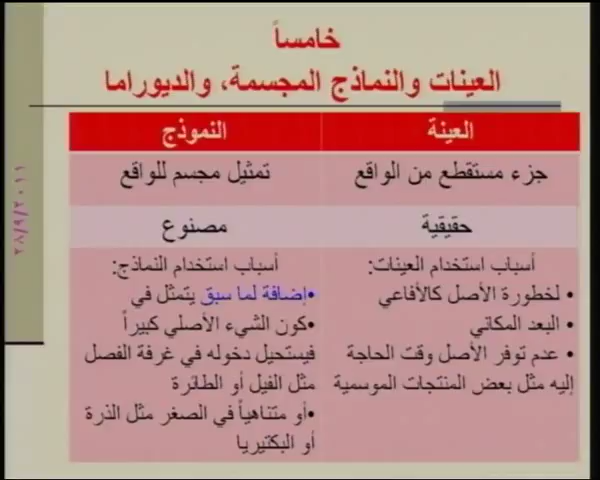 خامساً
العينات والنماذج المجسمة، والديوراما
العينة
النموذج
جزء مستقطع من الواقع
تمثيل مجسم للواقع
حقيقية
مصنوع
أسباب استخدام العينات:
• لخطورة الأصل كالأفاعي
• البعد المكاني
• عدم توفر الأصل وقت الحاجة
إليه مثل بعض المنتجات الموسمية
أسباب استخدام النماذج:
•إضافة لما سبق يتمثل في
•كون الشيء الأصلي كبيراً
فيستحيل دخوله في غرفة الفصل
مثل الفيل أو الطائرة
•أو متناهياً في الصغر مثل الذرة
أو البكتيريا
٢٨/٩/٢٠١١